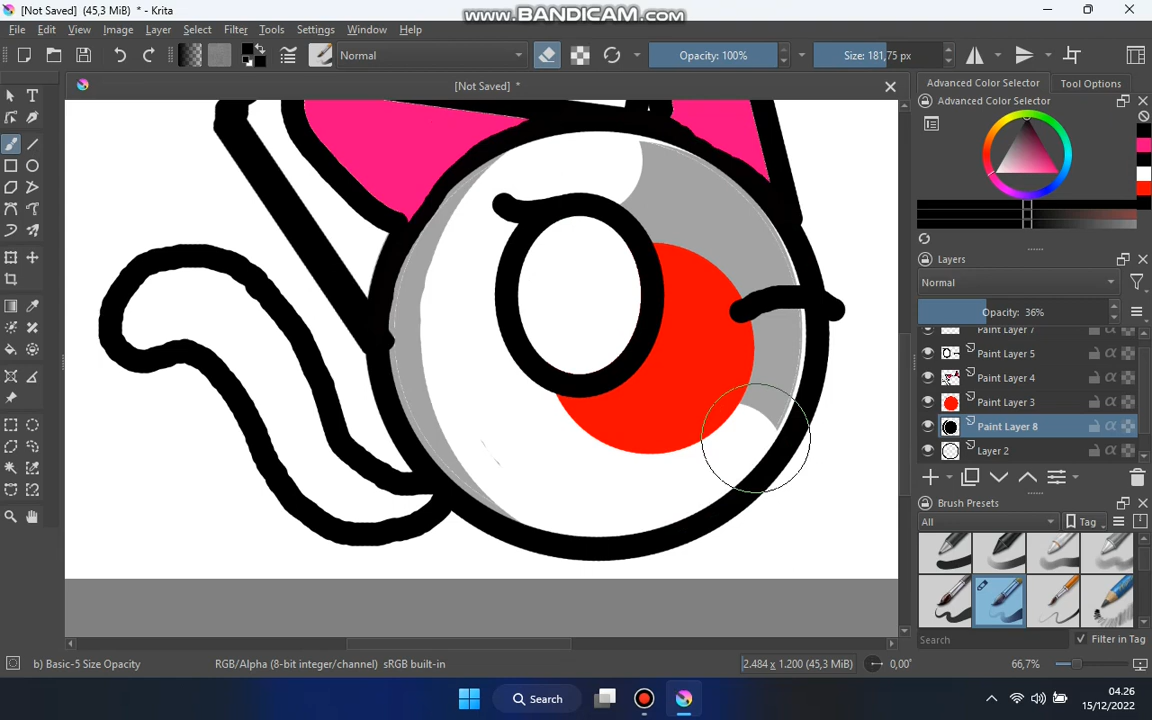 [Not Saved] (45,3 MiB) * - Krita
www.BANDICAM.com
File Edit View Image Layer Select Filter Tools Settings Window Help
Normal
Opacity: 100%
Size: 181,75 px
[Not Saved] *
Advanced Color Selector
Tool Options
Advanced Color Selector
Layers
Normal
Opacity: 36%
Paint Layer 7
Paint Layer 5
Paint Layer 4
Paint Layer 3
Paint Layer 8
Layer 2
Brush Presets
All
Tag
Search
Filter in Tag
b) Basic-5 Size Opacity
RGB/Alpha (8-bit integer/channel) sRGB built-in
2.484 x 1.200 (45,3 MiB)
0,00°
66,7%
Search
04.26
15/12/2022